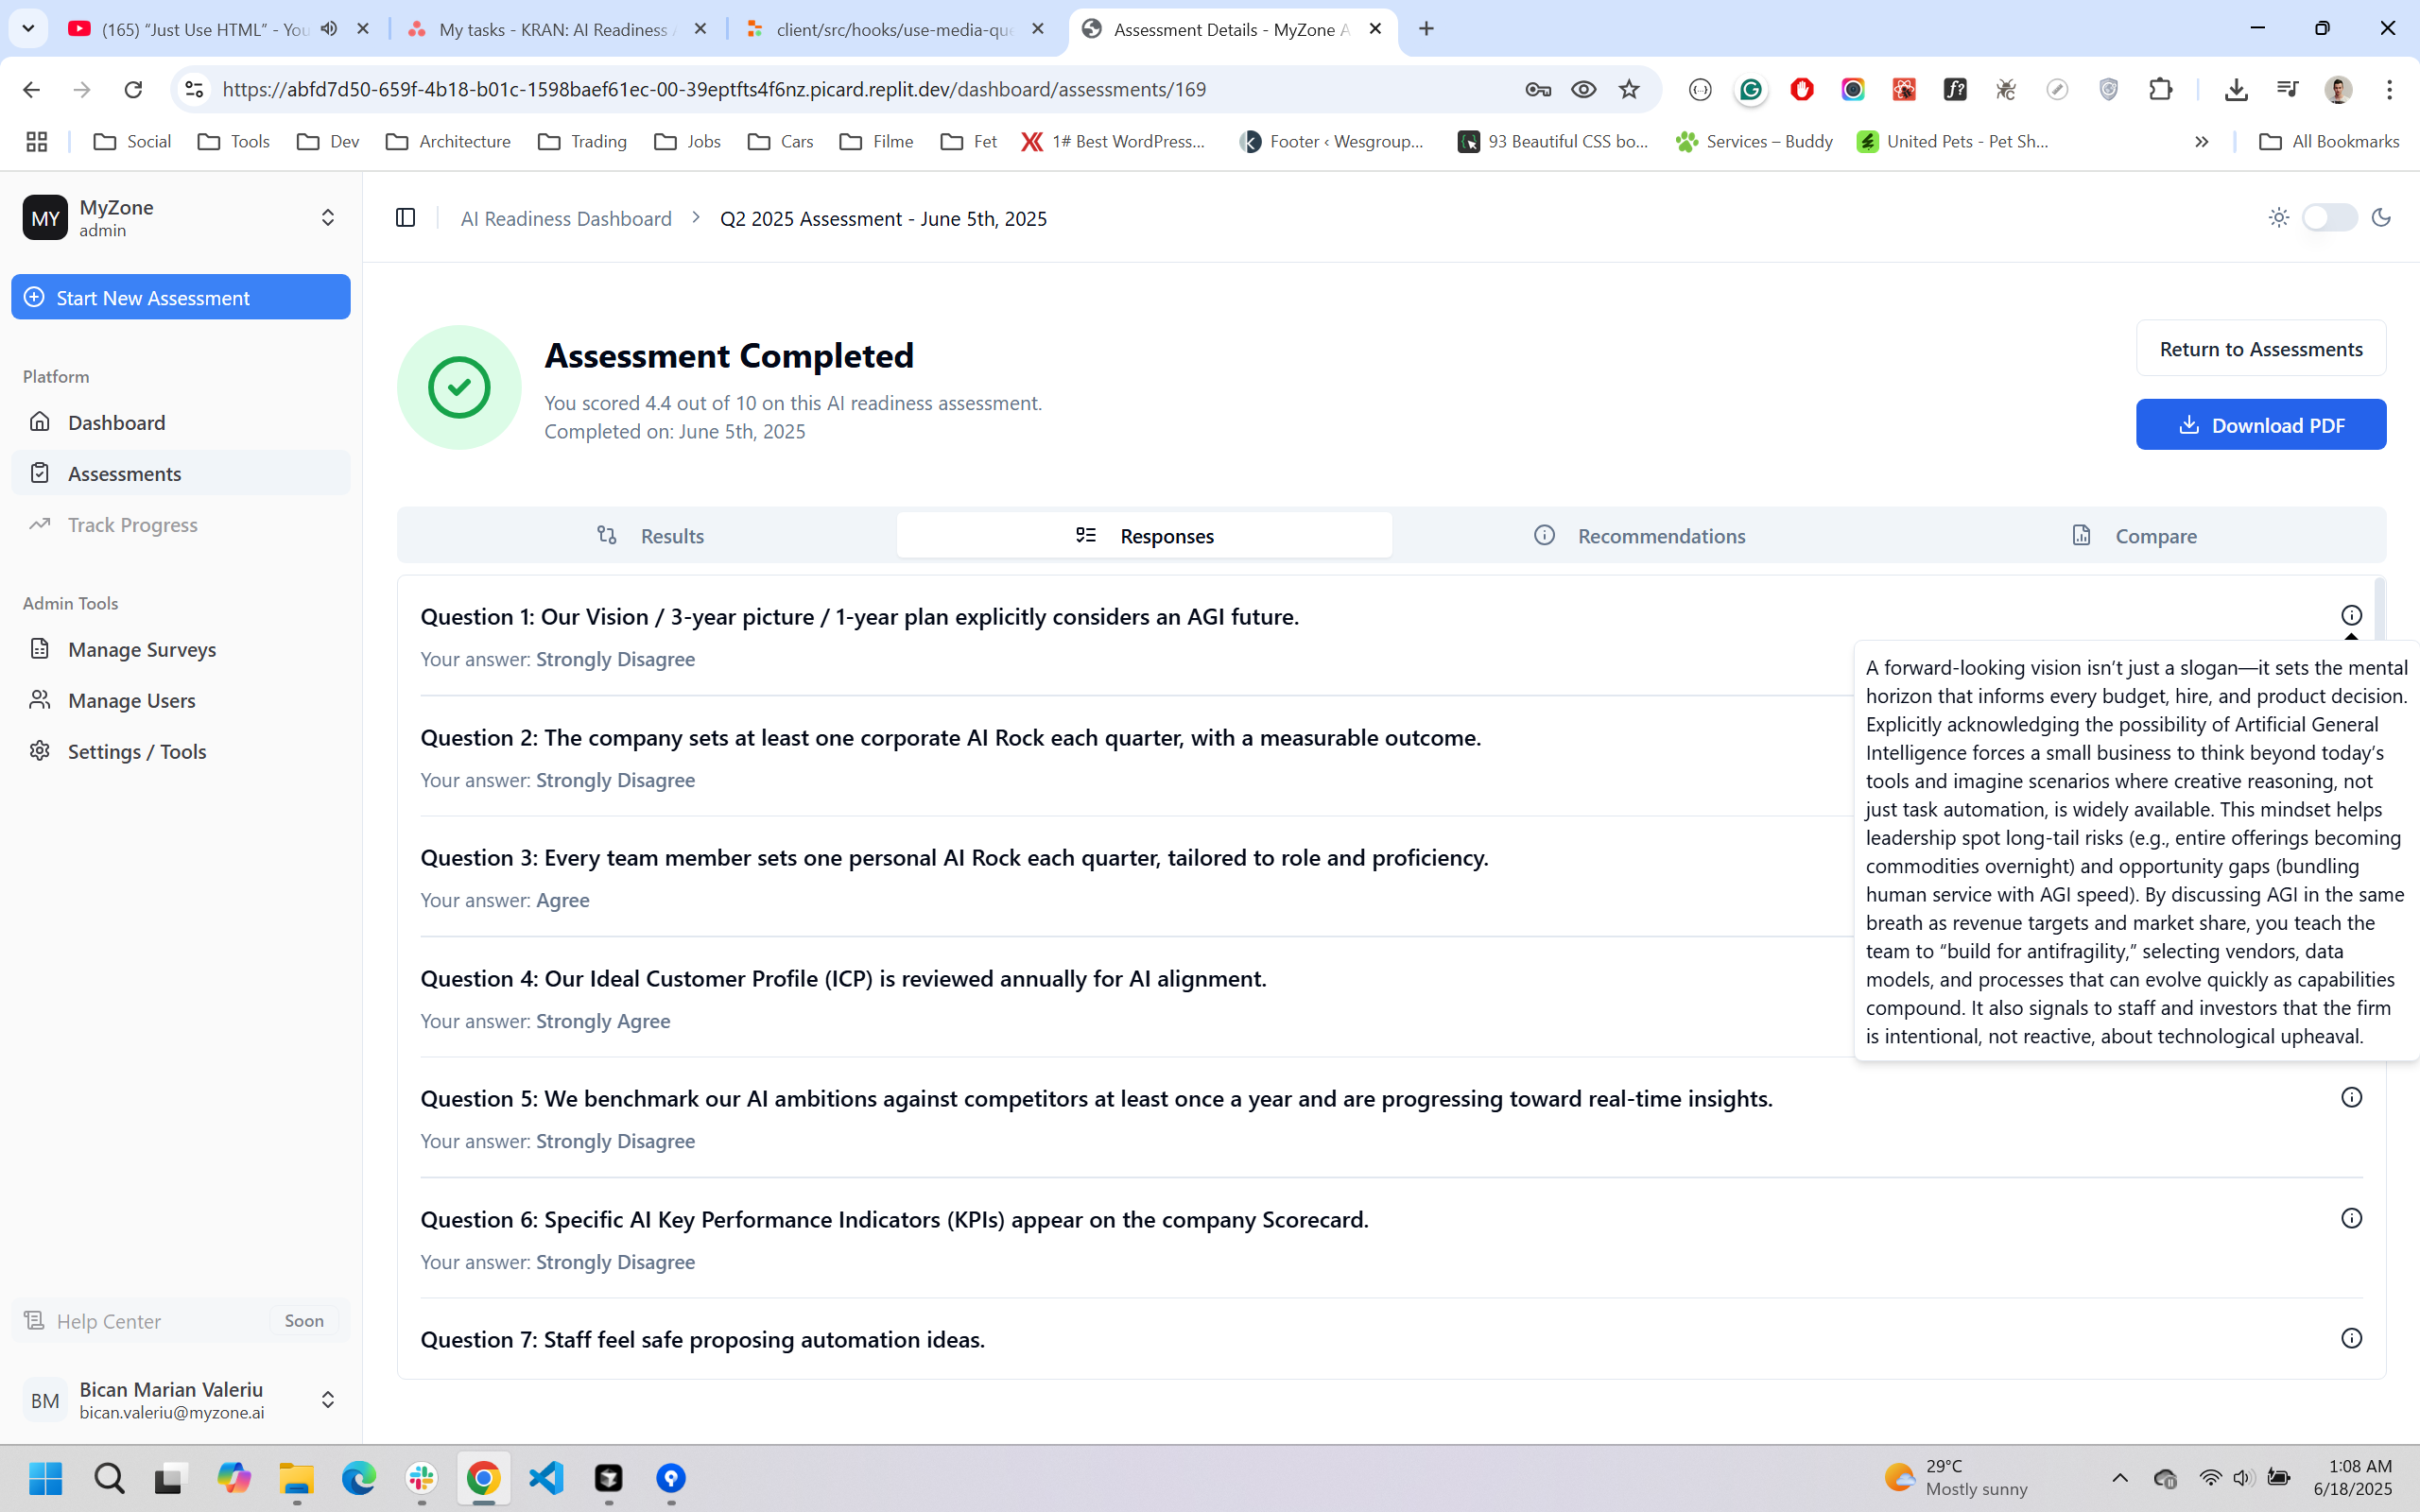 (165) “Just Use HTML” - You
My tasks - KRAN: AI Readiness A
client/src/hooks/use-media-que
Assessment Details - MyZone A
https://abfd7d50-659f-4b18-b01c-1598baef61ec-00-39eptfts4f6nz.picard.replit.dev/dashboard/assessments/169
Social
Tools
Dev
Architecture
Trading
Jobs
Cars
Filme
Fet
1# Best WordPress...
Footer ‹ Wesgroup...
93 Beautiful CSS bo...
Services – Buddy
United Pets - Pet Sh...
All Bookmarks
MY
MyZone
admin
Start New Assessment
Platform
Dashboard
Assessments
Track Progress
Admin Tools
Manage Surveys
Manage Users
Settings / Tools
Help Center
Soon
BM
Bican Marian Valeriu
bican.valeriu@myzone.ai
AI Readiness Dashboard
Q2 2025 Assessment - June 5th, 2025
Assessment Completed
You scored 4.4 out of 10 on this AI readiness assessment.
Completed on: June 5th, 2025
Return to Assessments
Download PDF
Results
Responses
Recommendations
Compare
Question 1: Our Vision / 3-year picture / 1-year plan explicitly considers an AGI future.
Your answer: Strongly Disagree
Question 2: The company sets at least one corporate AI Rock each quarter, with a measurable outcome.
Your answer: Strongly Disagree
Question 3: Every team member sets one personal AI Rock each quarter, tailored to role and proficiency.
Your answer: Agree
Question 4: Our Ideal Customer Profile (ICP) is reviewed annually for AI alignment.
Your answer: Strongly Agree
Question 5: We benchmark our AI ambitions against competitors at least once a year and are progressing toward real-time insights.
Your answer: Strongly Disagree
Question 6: Specific AI Key Performance Indicators (KPIs) appear on the company Scorecard.
Your answer: Strongly Disagree
Question 7: Staff feel safe proposing automation ideas.
A forward-looking vision isn’t just a slogan—it sets the mental
horizon that informs every budget, hire, and product decision.
Explicitly acknowledging the possibility of Artificial General
Intelligence forces a small business to think beyond today’s
tools and imagine scenarios where creative reasoning, not
just task automation, is widely available. This mindset helps
leadership spot long-tail risks (e.g., entire offerings becoming
commodities overnight) and opportunity gaps (bundling
human service with AGI speed). By discussing AGI in the same
breath as revenue targets and market share, you teach the
team to “build for antifragility,” selecting vendors, data
models, and processes that can evolve quickly as capabilities
compound. It also signals to staff and investors that the firm
is intentional, not reactive, about technological upheaval.
29°C
Mostly sunny
1:08 AM
6/18/2025